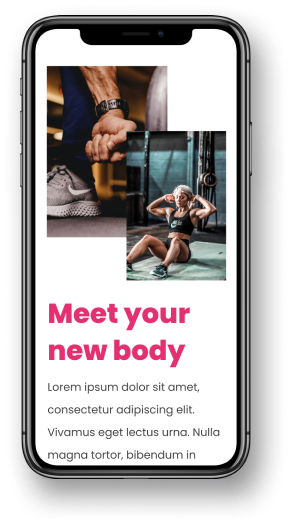 Meet your
new body
Lorem ipsum dolor sit amet,
consectetur adipiscing elit.
Vivamus eget lectus urna. Nulla
magna tortor, bibendum in